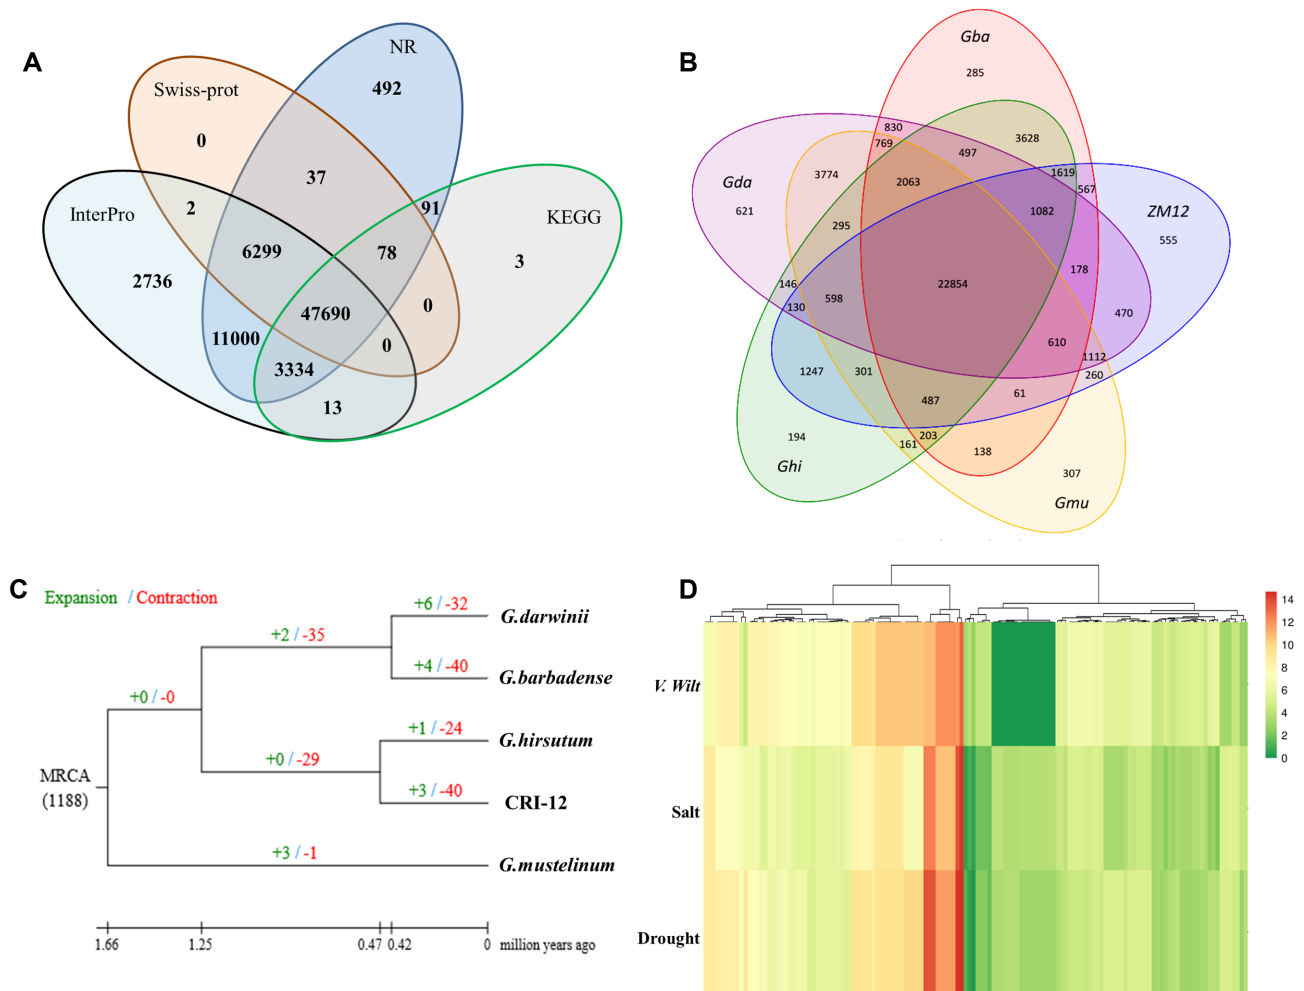 A
NR
492
Swiss-prot
0
37
InterPro
2
91
KEGG
6299
78
3
2736
47690
0
11000
0
3334
13
B
Gba
285
830
769
497
3628
Gda
621
3774
2063
1619
567
ZM12
555
295
1082
146
130
598
22854
178
470
610
1112
260
1247
301
487
61
194
Ghi
161
203
138
307
Gmu
C
Expansion / Contraction
+6 / -32
G.darwinii
+2 / -35
+4 / -40
G.barbadense
+0 / -0
+1 / -24
G.hirsutum
+0 / -29
MRCA
(1188)
+3 / -40
CRI-12
+3 / -1
G.mustelinum
1.66 1.25 0.47 0.42 0 million years ago
D
14
12
10
8
6
4
2
0
V. Wilt
Salt
Drought